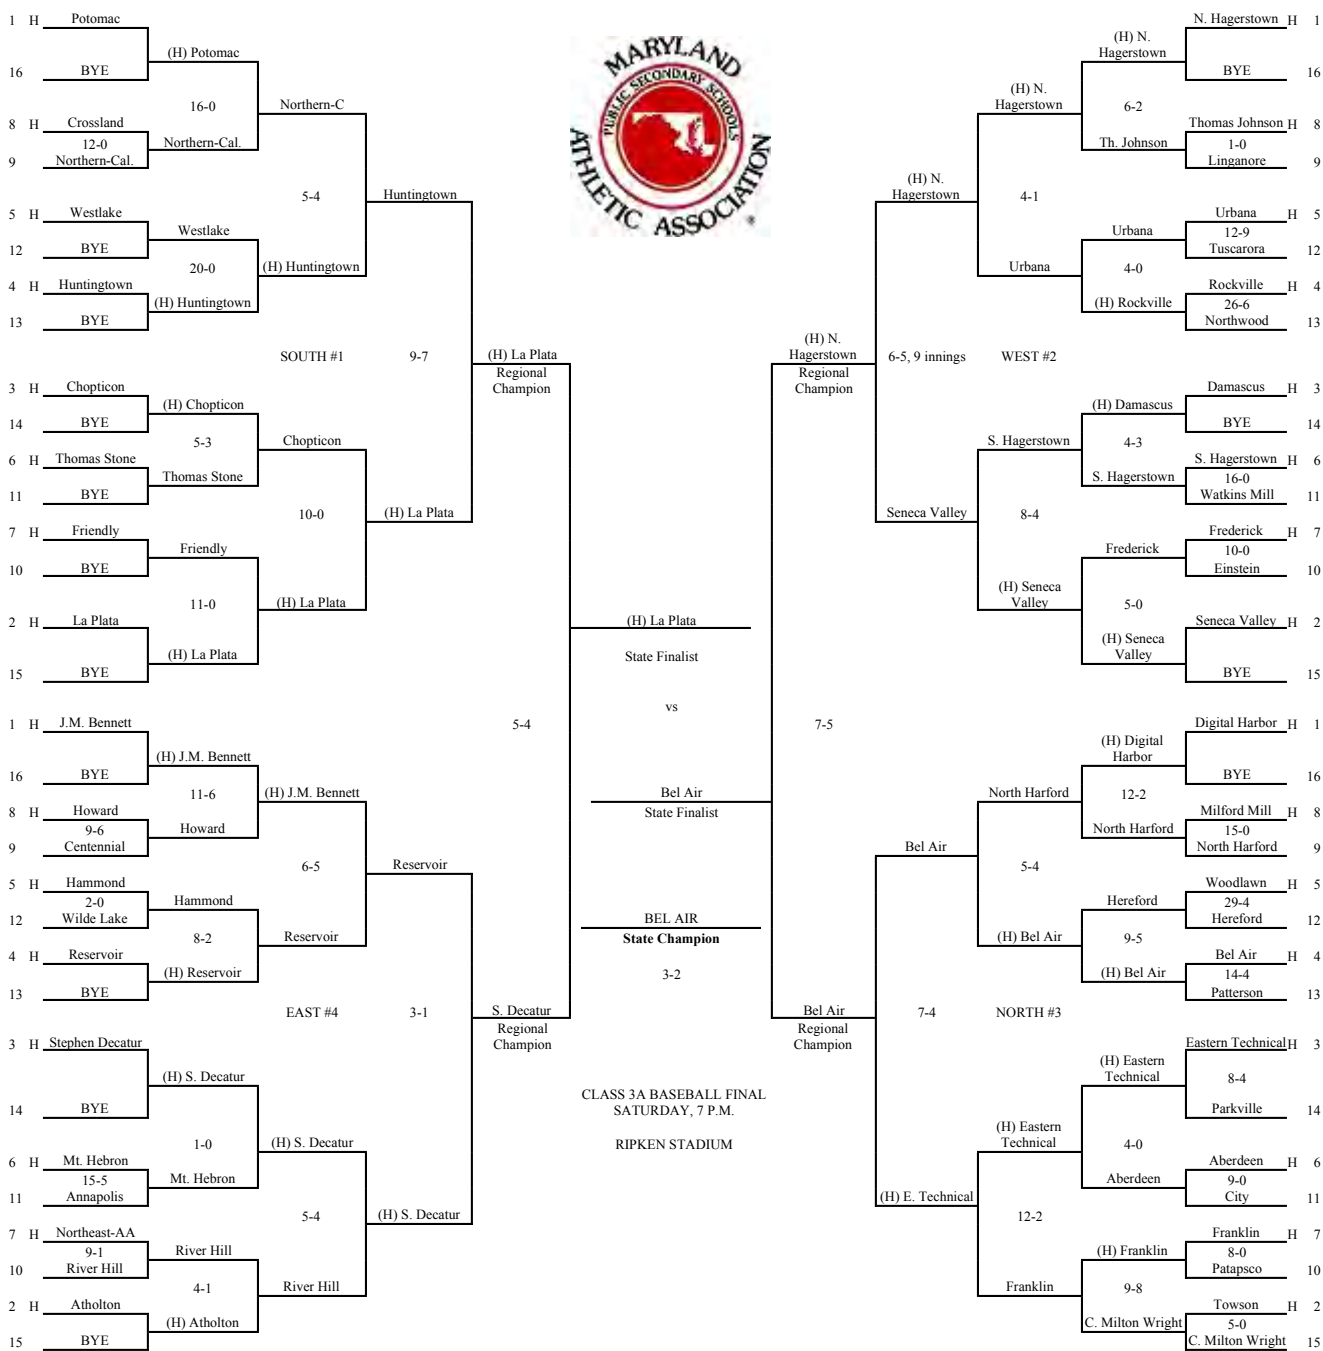 1 H Potomac
16 BYE
(H) Potomac
16-0
8 H Crossland
12-0
9 Northern-Cal.
Northern-Cal.
Northern-C
5-4
5 H Westlake
12 BYE
Westlake
20-0
4 H Huntingtown
13 BYE
(H) Huntingtown
(H) Huntingtown
Huntingtown
SOUTH #1
9-7
3 H Chopticon
14 BYE
(H) Chopticon
5-3
6 H Thomas Stone
11 BYE
Thomas Stone
Chopticon
10-0
7 H Friendly
10 BYE
Friendly
11-0
2 H La Plata
15 BYE
(H) La Plata
(H) La Plata
(H) La Plata
(H) La Plata
Regional
Champion
1 H J.M. Bennett
16 BYE
(H) J.M. Bennett
11-6
8 H Howard
9-6
9 Centennial
Howard
(H) J.M. Bennett
6-5
5 H Hammond
2-0
12 Wilde Lake
Hammond
8-2
4 H Reservoir
13 BYE
(H) Reservoir
Reservoir
Reservoir
EAST #4
3-1
3 H Stephen Decatur
14 BYE
(H) S. Decatur
1-0
6 H Mt. Hebron
15-5
11 Annapolis
Mt. Hebron
(H) S. Decatur
5-4
7 H Northeast-AA
9-1
10 River Hill
River Hill
4-1
2 H Atholton
15 BYE
(H) Atholton
River Hill
(H) S. Decatur
S. Decatur
Regional
Champion
5-4
MARYLAND
PUBLIC SECONDARY SCHOOLS
ATHLETIC ASSOCIATION
®
(H) La Plata
State Finalist
vs
Bel Air
State Finalist
BEL AIR
State Champion
3-2
CLASS 3A BASEBALL FINAL
SATURDAY, 7 P.M.
RIPKEN STADIUM
N. Hagerstown H 1
BYE 16
(H) N.
Hagerstown
6-2
Thomas Johnson H 8
1-0
Linganore 9
Th. Johnson
(H) N.
Hagerstown
4-1
Urbana H 5
12-9
Tuscarora 12
Urbana
4-0
Rockville H 4
26-6
Northwood 13
(H) Rockville
Urbana
(H) N.
Hagerstown
6-5, 9 innings
WEST #2
Damascus H 3
BYE 14
(H) Damascus
4-3
S. Hagerstown H 6
16-0
Watkins Mill 11
S. Hagerstown
S. Hagerstown
8-4
Frederick H 7
10-0
Einstein 10
Frederick
5-0
Seneca Valley H 2
BYE 15
(H) Seneca
Valley
(H) Seneca
Valley
Seneca Valley
(H) N.
Hagerstown
Regional
Champion
7-5
Digital Harbor H 1
BYE 16
(H) Digital
Harbor
12-2
Milford Mill H 8
15-0
North Harford 9
North Harford
North Harford
5-4
Woodlawn H 5
29-4
Hereford 12
Hereford
9-5
Bel Air H 4
14-4
Patterson 13
(H) Bel Air
(H) Bel Air
Bel Air
7-4
NORTH #3
Eastern Technical H 3
8-4
Parkville 14
(H) Eastern
Technical
4-0
Aberdeen H 6
9-0
City 11
Aberdeen
(H) Eastern
Technical
12-2
Franklin H 7
8-0
Patapsco 10
(H) Franklin
9-8
Towson H 2
5-0
C. Milton Wright 15
C. Milton Wright
Franklin
(H) E. Technical
Bel Air
Regional
Champion